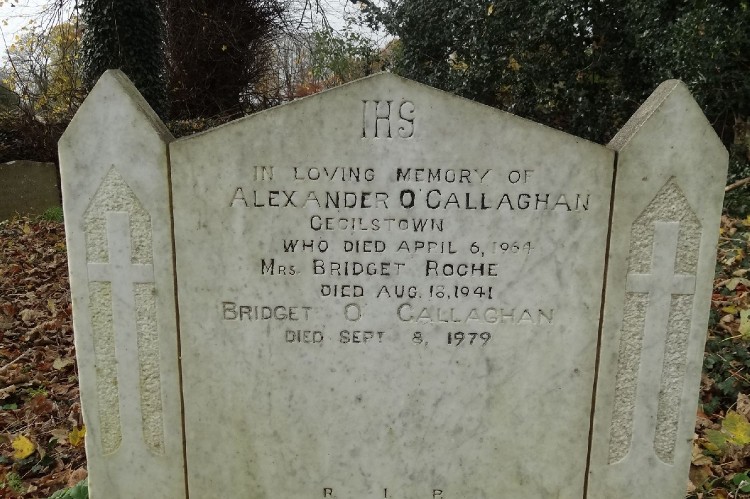 IHS
IN LOVING MEMORY OF
ALEXANDER O'CALLAGHAN
CECILSTOWN
WHO DIED APRIL 6, 1964
MRS BRIDGET ROCHE
DIED AUG. 18, 1941
BRIDGET O' CALLAGHAN
DIED SEPT 8, 1979
R. I. P.